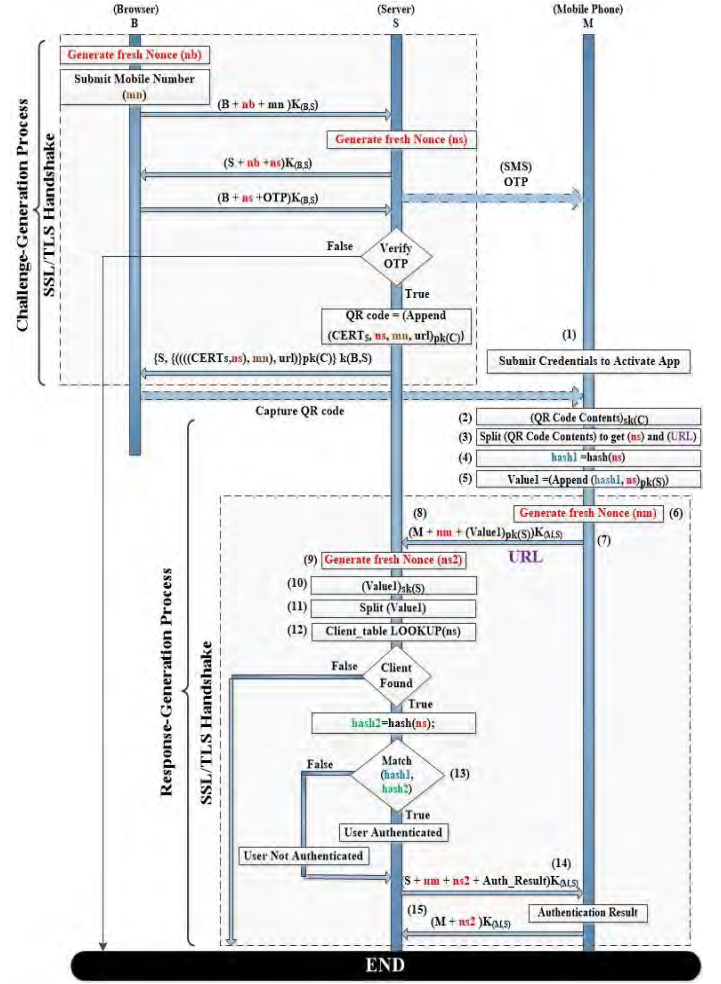 (Browser)
B
(Server)
S
(Mobile Phone)
M
Generate fresh Nonce (nb)
Submit Mobile Number
(mn)
(B + nb + mn )K(B,S)
Generate fresh Nonce (ns)
(S + nb +ns)K(B,S)
(SMS)
OTP
(B + ns +OTP)K(B,S)
False
Verify
OTP
True
QR code = (Append
(CERTS, ns, mn, url)pk(C)}
(1)
Submit Credentials to Activate App
{S, {(((((CERTs,ns), mn), url)}pk(C)} k(B,S)
Challenge-Generation Process
SSL/TLS Handshake
Capture QR code
(2)
(QR Code Contents)sk(C)
(3)
Split (QR Code Contents) to get (ns) and (URL)
(4)
hash1 =hash(ns)
(5)
Value1 =(Append (hash1, ns)pk(S))
Generate fresh Nonce (nm)
(6)
(8)
(M + nm + (Value1)pk(S))K(M,S)
(7)
URL
(9)
Generate fresh Nonce (ns2)
(10)
(Value1)sk(S)
(11)
Split (Value1)
(12)
Client_table LOOKUP(ns)
False
Client
Found
True
hash2=hash(ns);
False
Match
(hash1,
hash2)
(13)
True
User Authenticated
User Not Authenticated
(14)
(S + nm + ns2 + Auth_Result)K(M,S)
Authentication Result
(15)
(M + ns2 )K(M,S)
Response-Generation Process
SSL/TLS Handshake
END